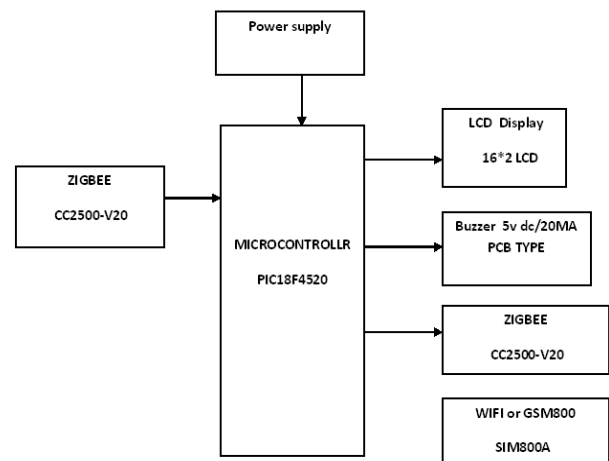 Power supply
LCD Display
16*2 LCD
ZIGBEE
CC2500-V20
MICROCONTROLLR
PIC18F4520
Buzzer 5v dc/20MA
PCB TYPE
ZIGBEE
CC2500-V20
WIFI or GSM800
SIM800A